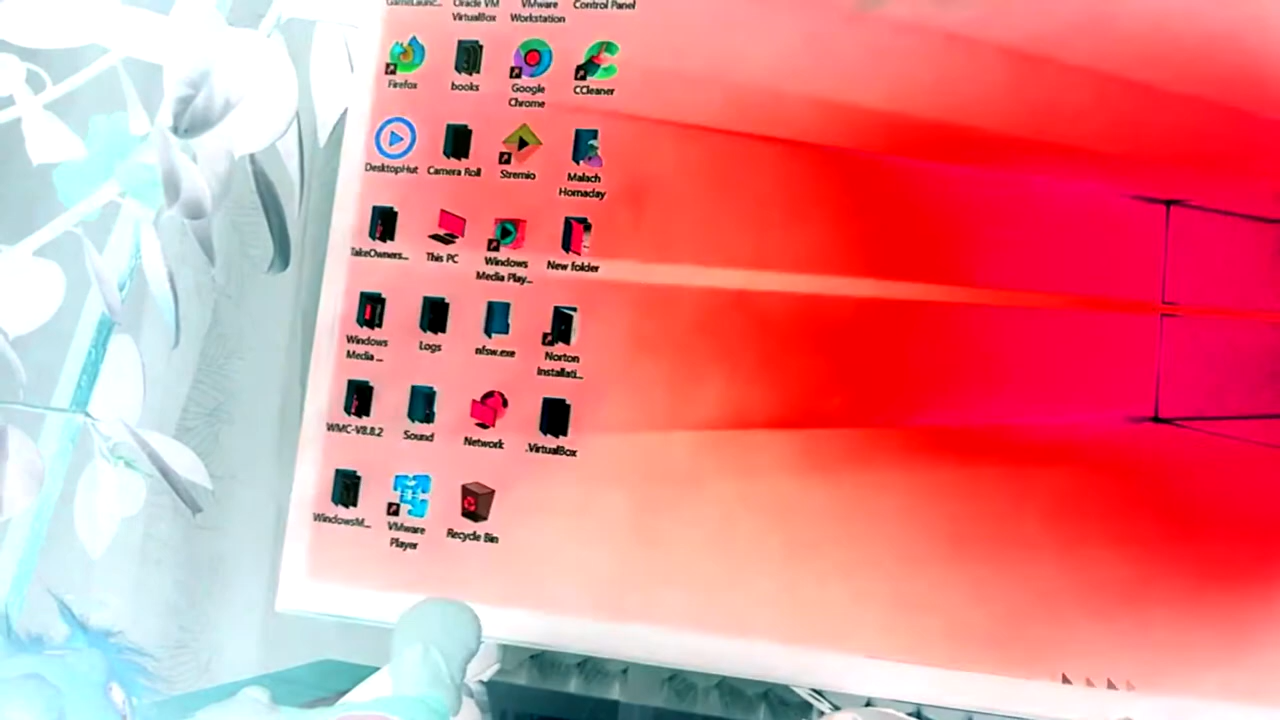 GameLaunc... Oracle VM VMware Control Panel
VirtualBox Workstation
Firefox books Google CCleaner
Chrome
DesktopHut Camera Roll Stremio Malach
Hornaday
TakeOwners... This PC Windows New folder
Media Play...
Windows Logs nfsw.exe Norton
Media ... Installati...
WMC-V8.8.2 Sound Network .VirtualBox
WindowsM... VMware Recycle Bin
Player